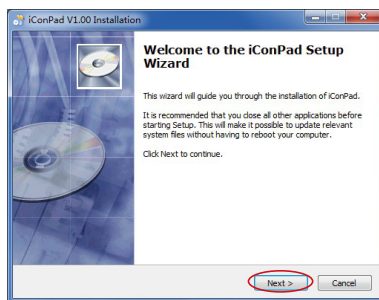 iConPad V1.00 Installation
Welcome to the iConPad Setup
Wizard
This wizard will guide you through the installation of iConPad.
It is recommended that you close all other applications before
starting Setup. This will make it possible to update relevant
system files without having to reboot your computer.
Click Next to continue.
Next >
Cancel